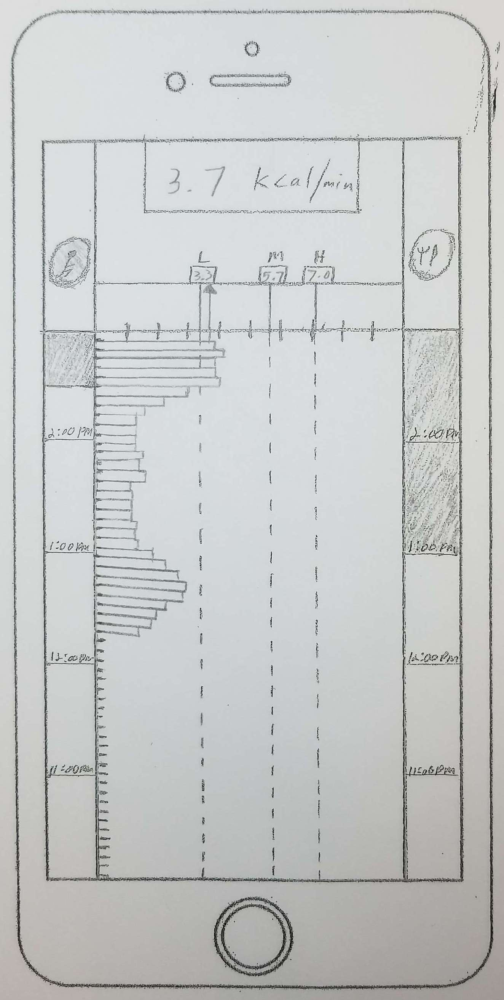 3.7 kcal/min
L M H
3.3 5.7 7.0
2:00 PM 2:00 PM
1:00 PM 1:00 PM
12:00 PM 12:00 PM
11:00 PM 11:00 PM